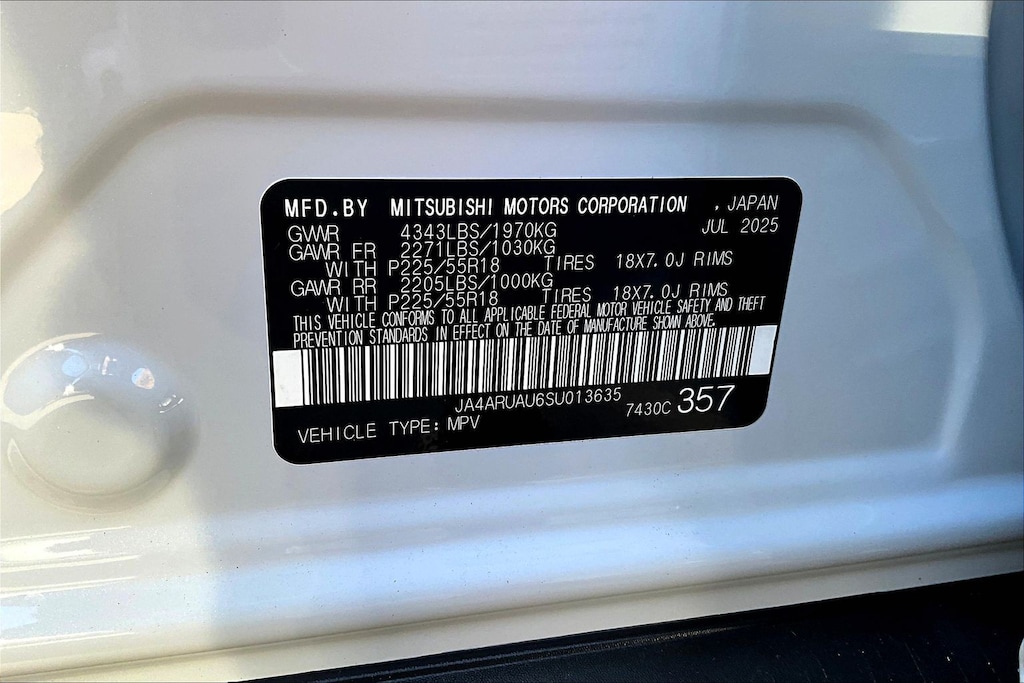 MFD.BY MITSUBISHI MOTORS CORPORATION , JAPAN
JUL 2025
GVWR 4343LBS/1970KG
GAWR FR 2271LBS/1030KG
WITH P225/55R18 TIRES 18X7.0J RIMS
GAWR RR 2205LBS/1000KG
WITH P225/55R18 TIRES 18X7.0J RIMS
THIS VEHICLE CONFORMS TO ALL APPLICABLE FEDERAL MOTOR VEHICLE SAFETY AND THEFT
PREVENTION STANDARDS IN EFFECT ON THE DATE OF MANUFACTURE SHOWN ABOVE.
JA4ARUAU6SU013635
VEHICLE TYPE: MPV 7430C 357